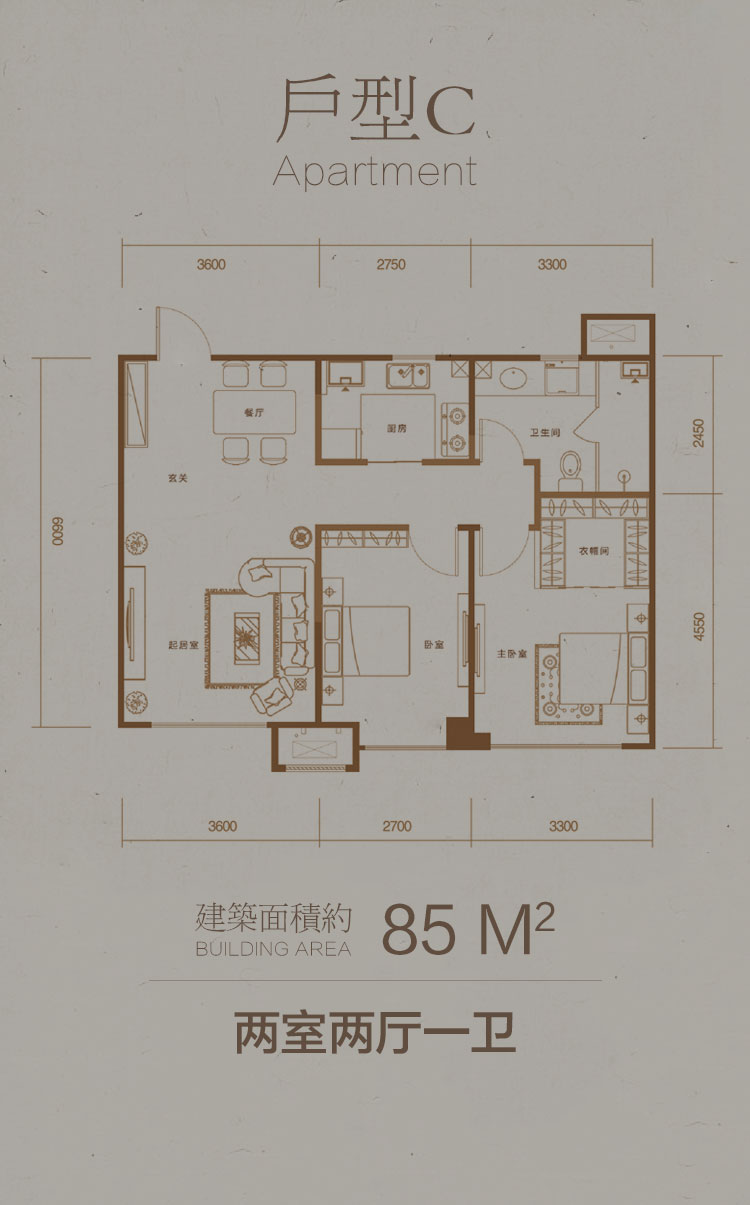 戶型C
Apartment
3600 2750 3300
餐厅
厨房
卫生间
玄关
2450
6600
衣帽间
起居室
卧室
主卧室
4550
3600 2700 3300
建築面積約 85 M²
BUILDING AREA
两室两厅一卫